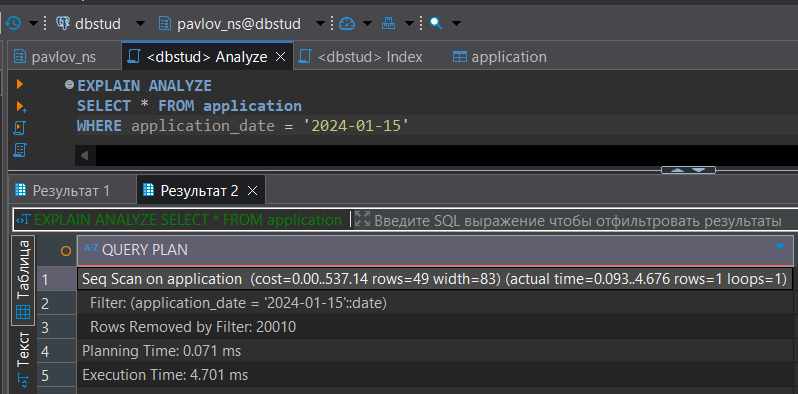 dbstud pavlov_ns@dbstud
pavlov_ns <dbstud> Analyze <dbstud> Index application
EXPLAIN ANALYZE
SELECT * FROM application
WHERE application_date = '2024-01-15'
Результат 1 Результат 2
EXPLAIN ANALYZE SELECT * FROM application Введите SQL выражение чтобы отфильтровать результаты
Таблица
Текст
A-Z QUERY PLAN
1 Seq Scan on application (cost=0.00..537.14 rows=49 width=83) (actual time=0.093..4.676 rows=1 loops=1)
2 Filter: (application_date = '2024-01-15'::date)
3 Rows Removed by Filter: 20010
4 Planning Time: 0.071 ms
5 Execution Time: 4.701 ms